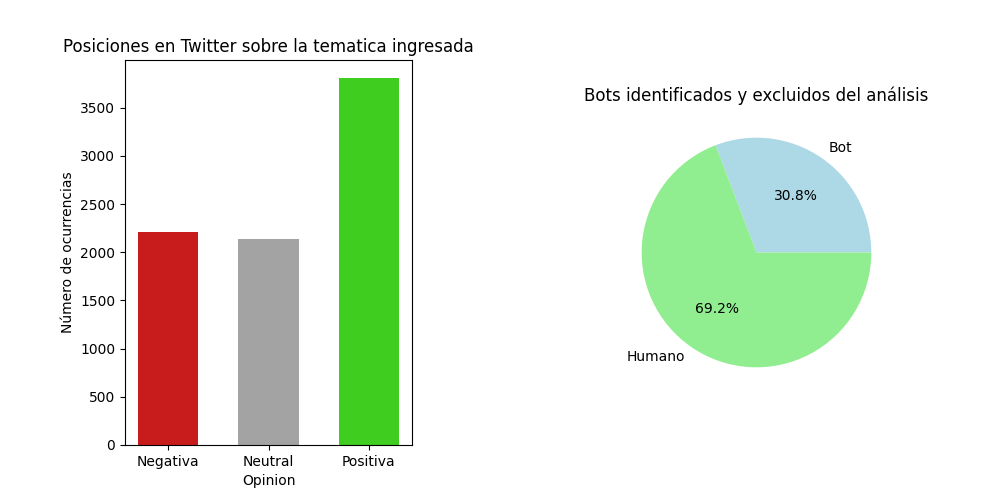 Posiciones en Twitter sobre la tematica ingresada
Número de ocurrencias
3500
3000
2500
2000
1500
1000
500
0
Negativa
Neutral
Positiva
Opinion
Bots identificados y excluidos del análisis
Bot
30.8%
69.2%
Humano